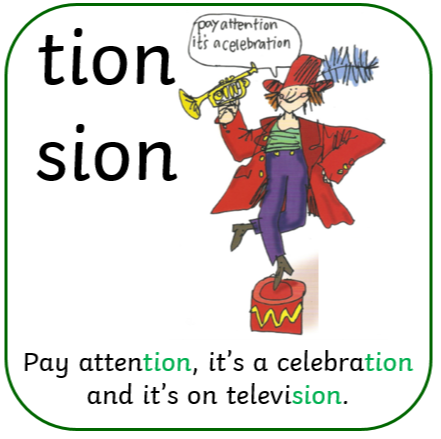 tion
sion
pay attention
it's a celebration
Pay attention, it's a celebration
and it's on television.